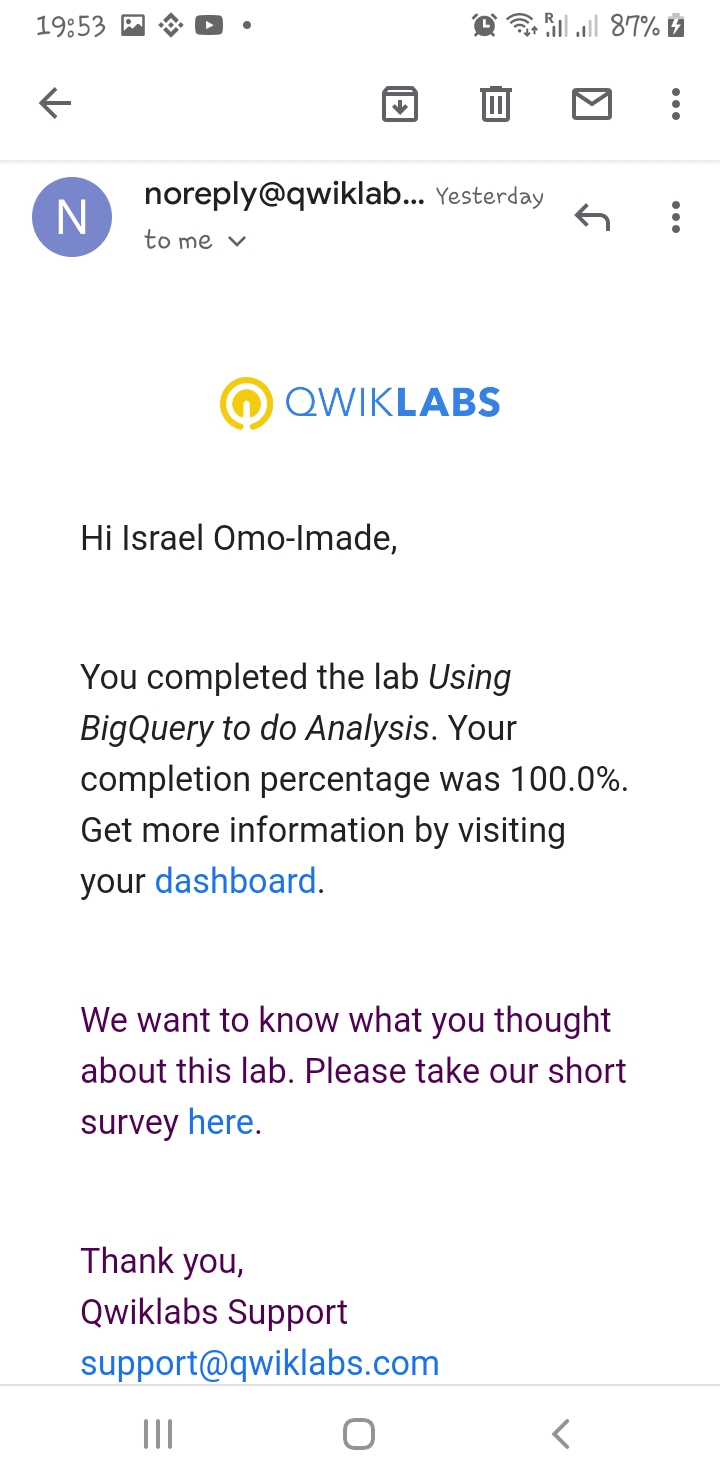 19:53 R 87%
noreply@qwiklab... Yesterday
N
to me
QWIKLABS
Hi Israel Omo-Imade,
You completed the lab Using
BigQuery to do Analysis. Your
completion percentage was 100.0%.
Get more information by visiting
your dashboard.
We want to know what you thought
about this lab. Please take our short
survey here.
Thank you,
Qwiklabs Support
support@qwiklabs.com